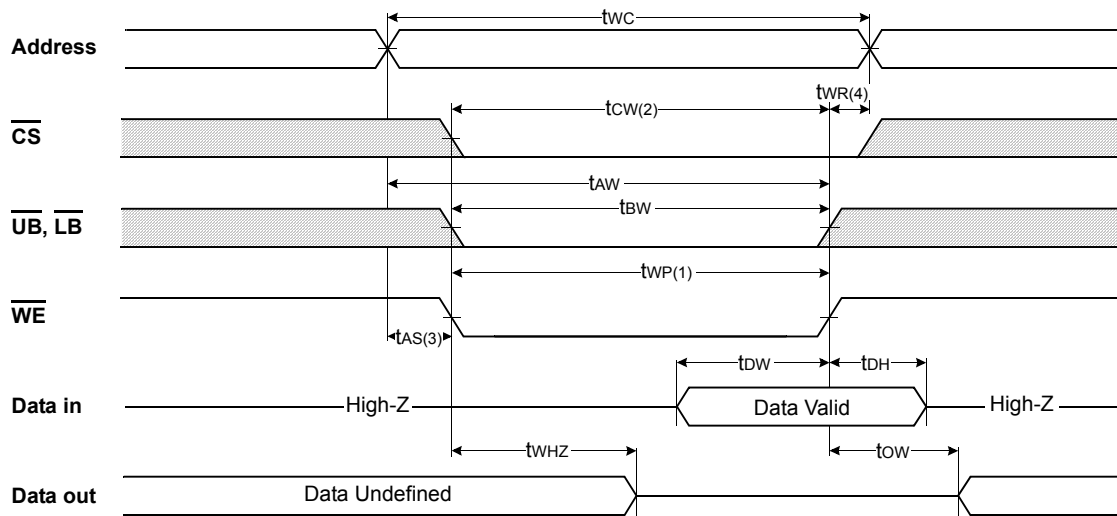 tWC
Address
tWR(4)
tCW(2)
CS
tAW
tBW
UB, LB
tWP(1)
WE
tAS(3)
tDW
tDH
Data in
High-Z
Data Valid
High-Z
tWHZ
tOW
Data out
Data Undefined